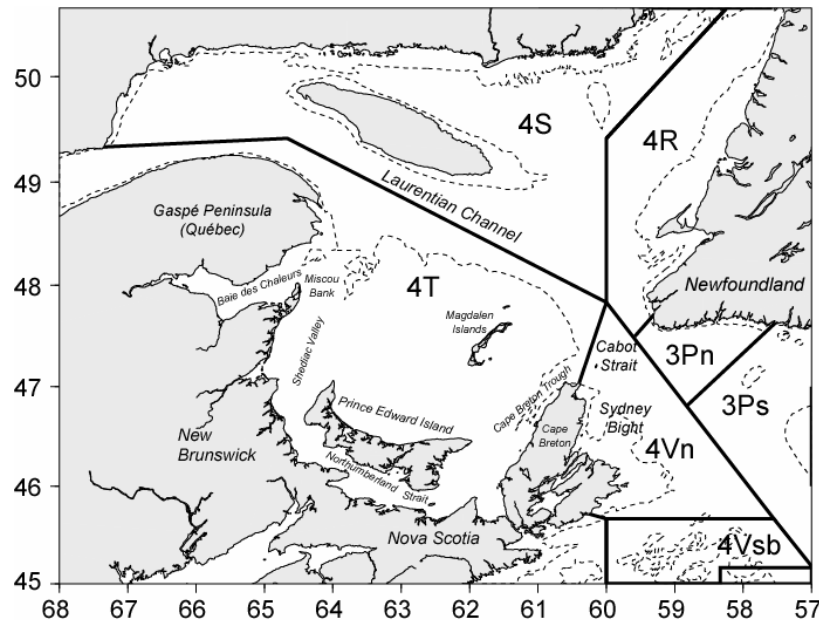 50
4S
4R
49
Laurentian Channel
Gaspé Peninsula
(Québec)
48
Baie des Chaleurs
Miscou
Bank
4T
Newfoundland
Magdalen
Islands
Shediac Valley
Cabot
Strait
3Pn
47
Cape Breton Trough
3Ps
Prince Edward Island
Sydney
Bight
New
Brunswick
Cape
Breton
4Vn
Northumberland Strait
46
Nova Scotia
4Vsb
45
68 67 66 65 64 63 62 61 60 59 58 57